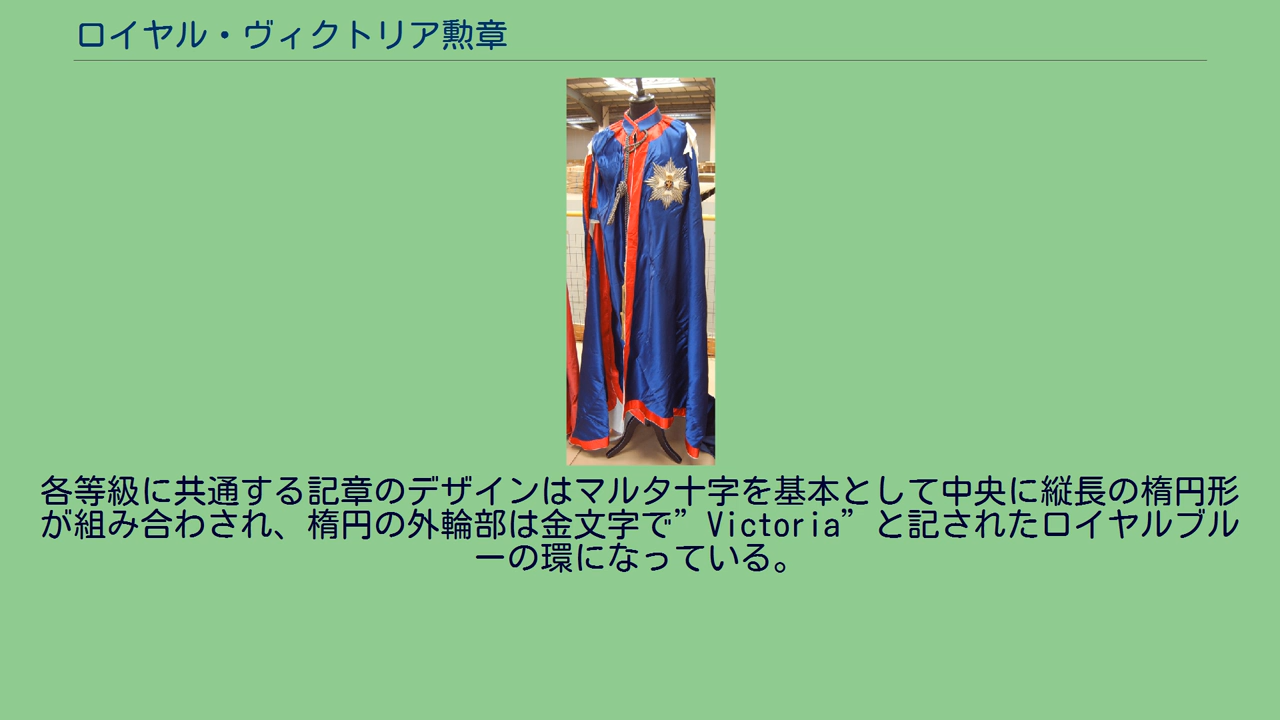 ロイヤル・ヴィクトリア勲章
各等級に共通する記章のデザインはマルタ十字を基本として中央に縦長の楕円形
が組み合わされ、楕円の外輪部は金文字で”Victoria”と記されたロイヤルブル
ーの環になっている。